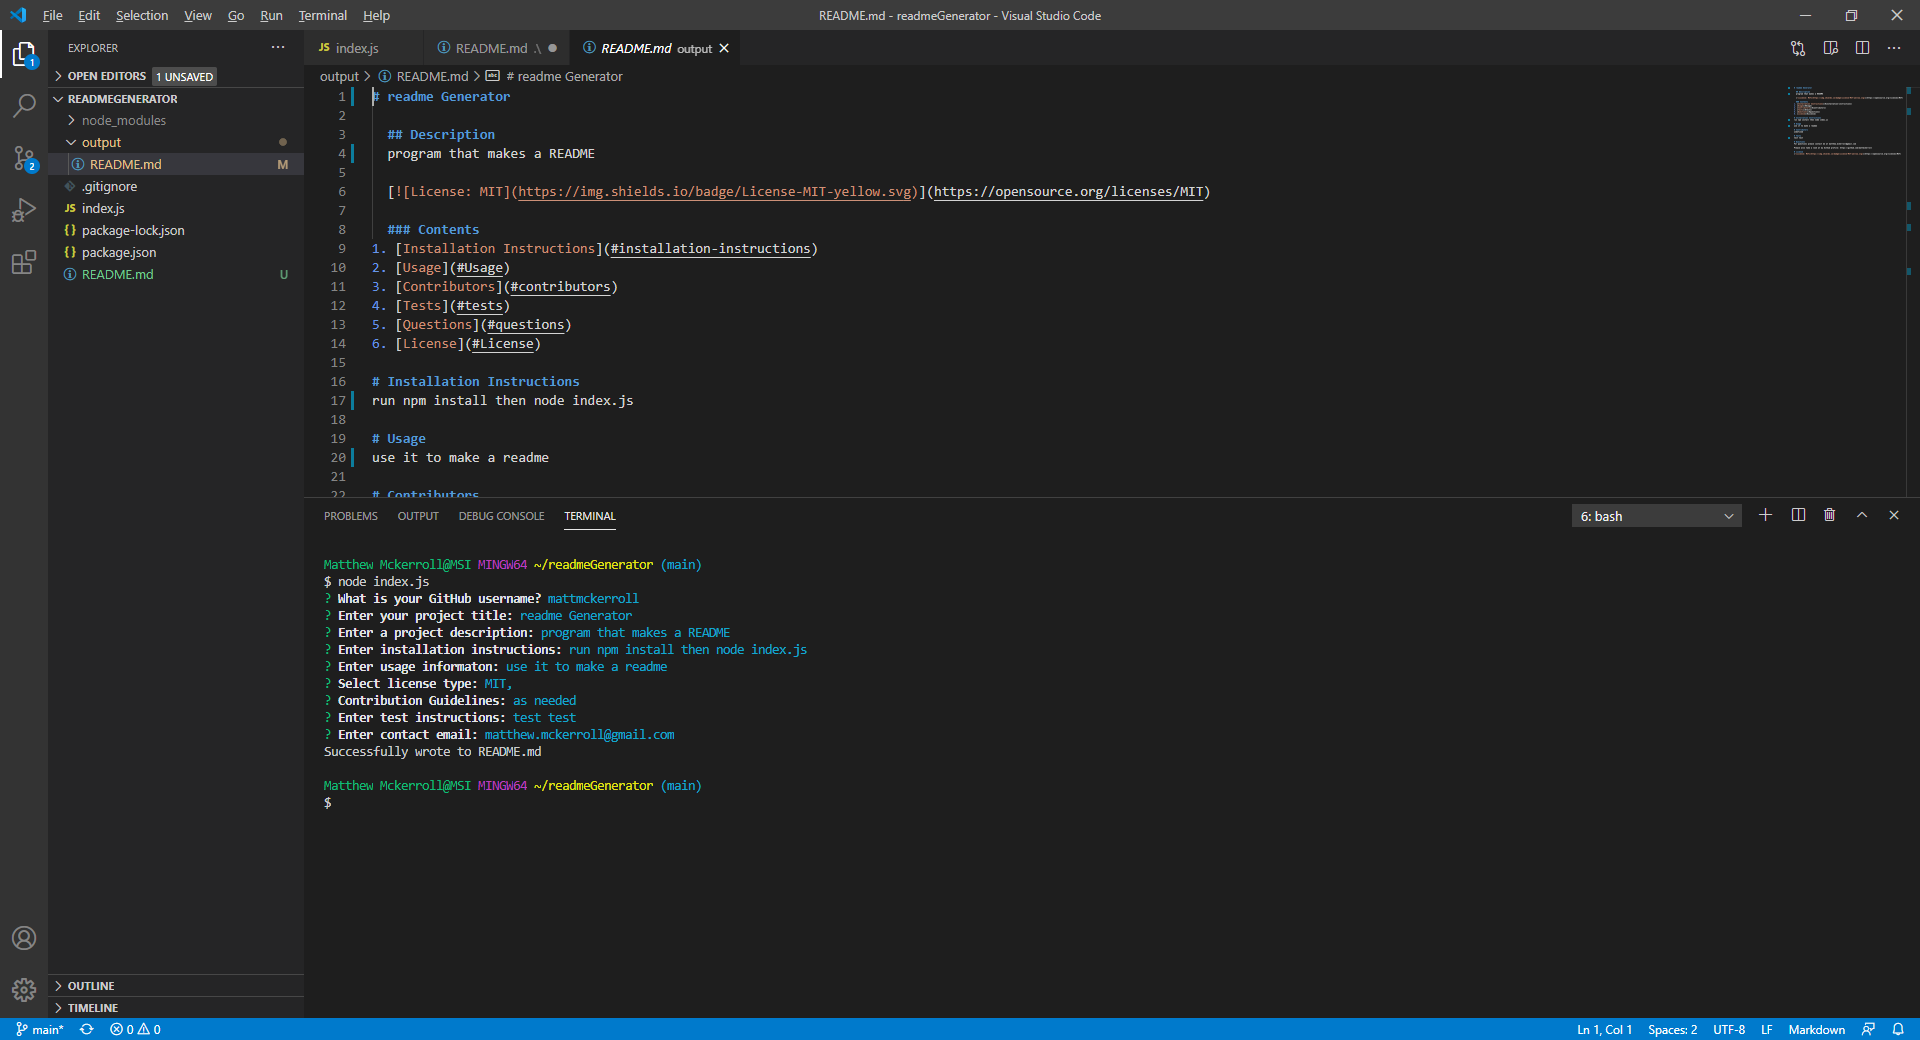 File Edit Selection View Go Run Terminal Help
README.md - readmeGenerator - Visual Studio Code
EXPLORER
OPEN EDITORS 1 UNSAVED
READMEGENERATOR
node_modules
output
README.md M
.gitignore
JS index.js
{} package-lock.json
{} package.json
README.md U
OUTLINE
TIMELINE
1
2
JS index.js
README.md .\
README.md output
output > README.md > # readme Generator
1 # readme Generator
2
3 ## Description
4 program that makes a README
5
6 [![License: MIT](https://img.shields.io/badge/License-MIT-yellow.svg)](https://opensource.org/licenses/MIT)
7
8 ### Contents
9 1. [Installation Instructions](#installation-instructions)
10 2. [Usage](#Usage)
11 3. [Contributors](#contributors)
12 4. [Tests](#tests)
13 5. [Questions](#questions)
14 6. [License](#License)
15
16 # Installation Instructions
17 run npm install then node index.js
18
19 # Usage
20 use it to make a readme
21
22 # Contributors
PROBLEMS OUTPUT DEBUG CONSOLE TERMINAL
6: bash
Matthew Mckerroll@MSI MINGW64 ~/readmeGenerator (main)
$ node index.js
? What is your GitHub username? mattmckerroll
? Enter your project title: readme Generator
? Enter a project description: program that makes a README
? Enter installation instructions: run npm install then node index.js
? Enter usage informaton: use it to make a readme
? Select license type: MIT,
? Contribution Guidelines: as needed
? Enter test instructions: test test
? Enter contact email: matthew.mckerroll@gmail.com
Successfully wrote to README.md
Matthew Mckerroll@MSI MINGW64 ~/readmeGenerator (main)
$
main* 0 0
Ln 1, Col 1 Spaces: 2 UTF-8 LF Markdown